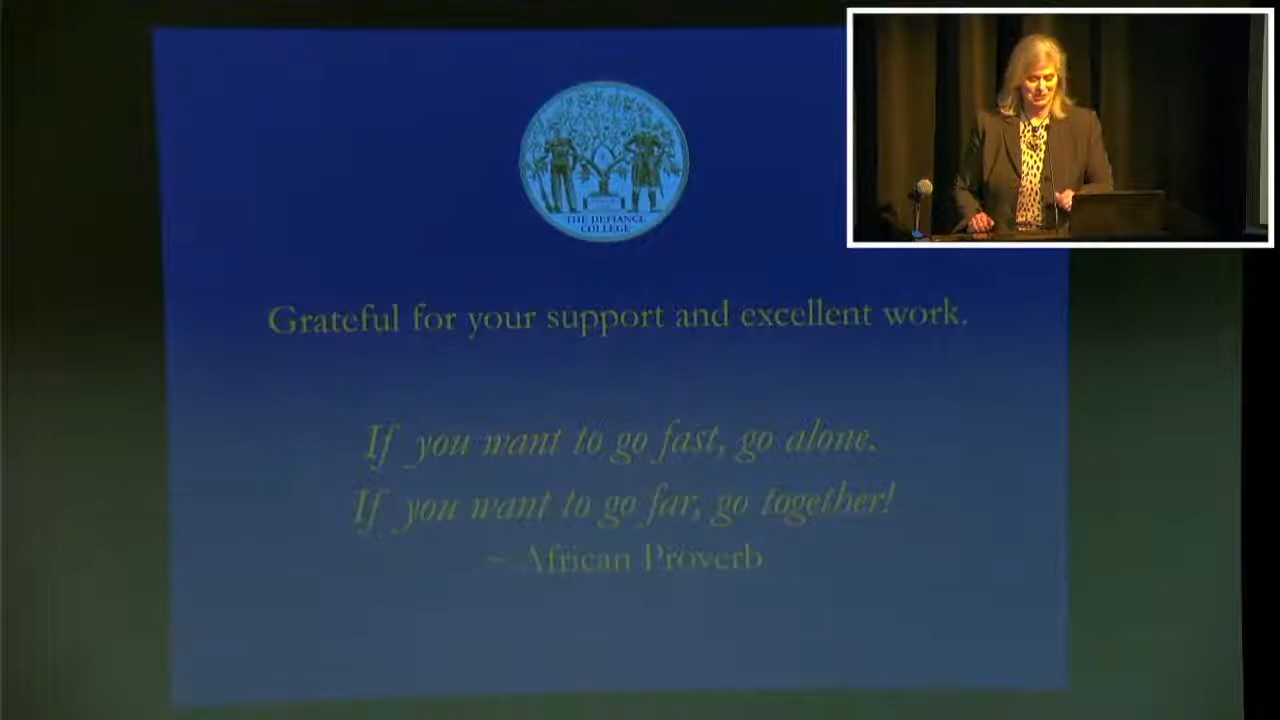 THE DEFIANCE
COLLEGE
Grateful for your support and excellent work.
If you want to go fast, go alone.
If you want to go far, go together!
~ African Proverb